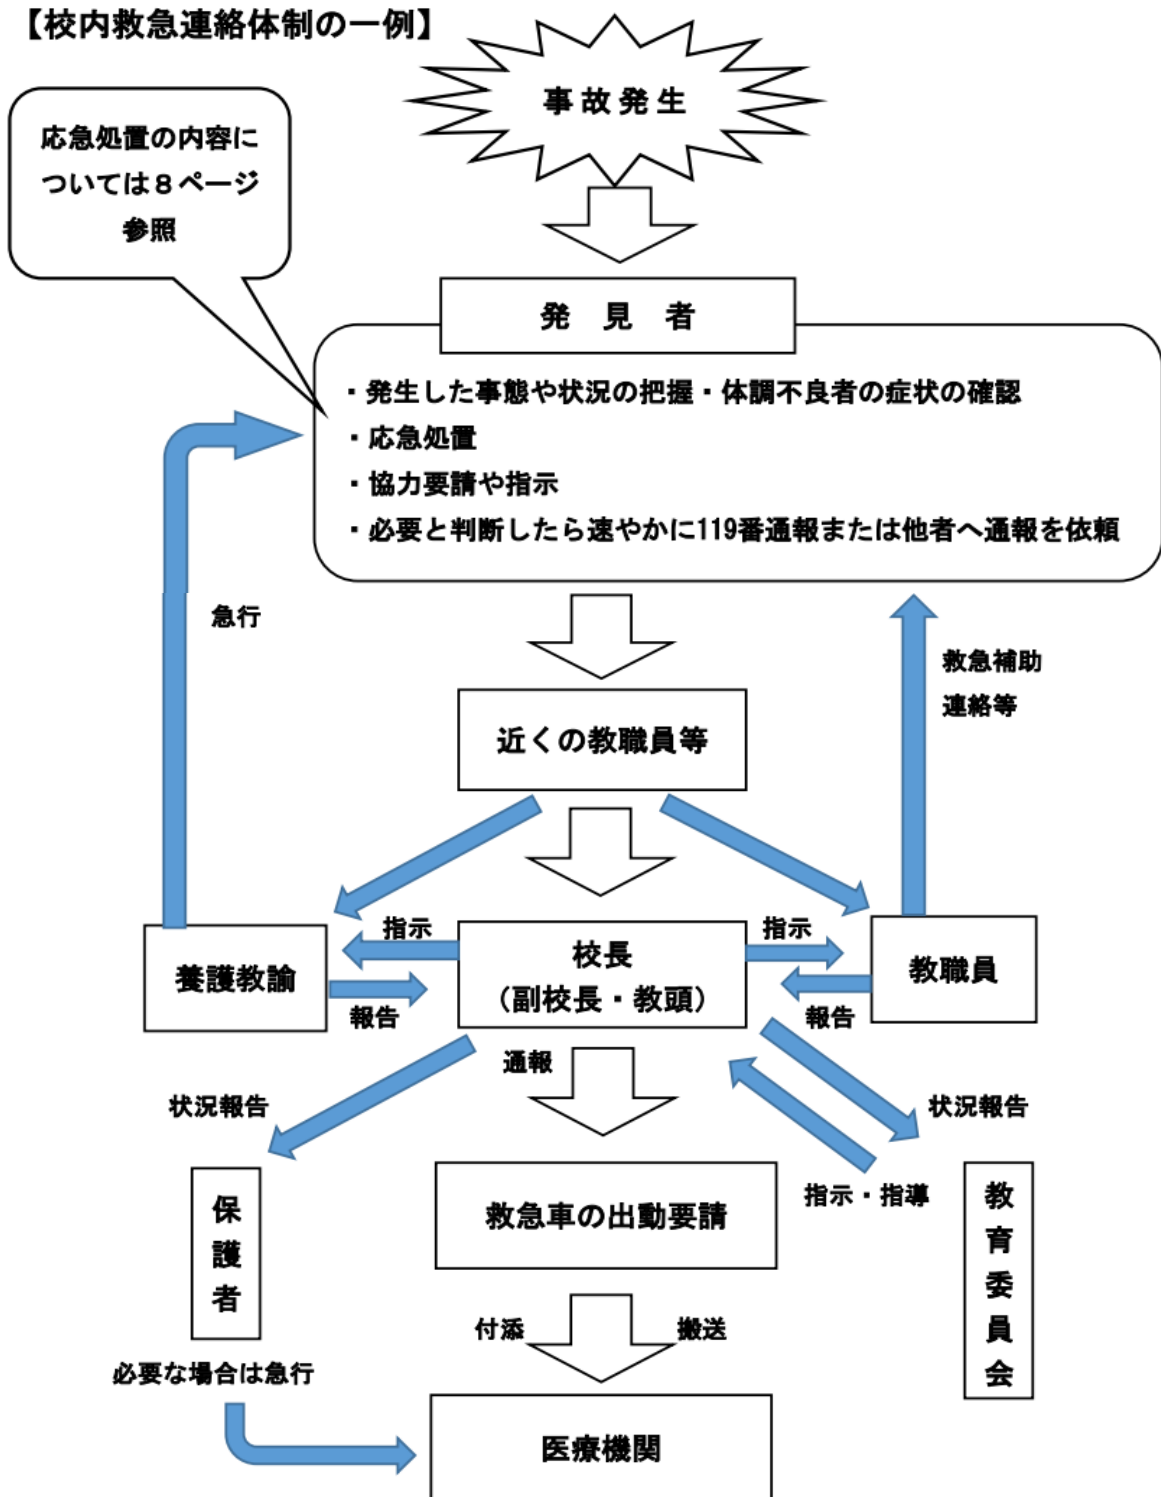 【校内救急連絡体制の一例】
事故発生
応急処置の内容に
ついては８ページ
参照
発見者
・発生した事態や状況の把握・体調不良者の症状の確認
・応急処置
・協力要請や指示
・必要と判断したら速やかに119番通報または他者へ通報を依頼
急行
救急補助
連絡等
近くの教職員等
指示
指示
養護教諭
校長
（副校長・教頭）
教職員
報告
報告
通報
状況報告
状況報告
保護者
救急車の出動要請
指示・指導
教育委員会
付添
搬送
必要な場合は急行
医療機関